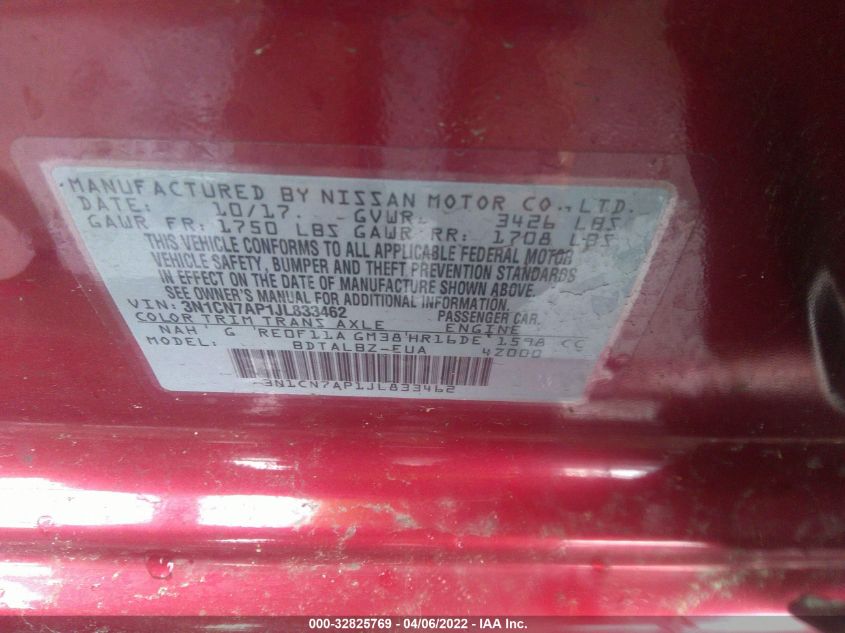 MANUFACTURED BY NISSAN MOTOR CO., LTD.
DATE: 10/17. GVWR 3426 LBS
GAWR FR: 1750 LBS GAWR RR: 1708 LBS
THIS VEHICLE CONFORMS TO ALL APPLICABLE FEDERAL MOTOR
VEHICLE SAFETY, BUMPER AND THEFT PREVENTION STANDARDS
IN EFFECT ON THE DATE OF MANUFACTURE SHOWN ABOVE.
SEE OWNER'S MANUAL FOR ADDITIONAL INFORMATION.
VIN: 3N1CN7AP1JL833462 PASSENGER CAR.
COLOR TRIM TRANS AXLE ENGINE
NAH' G 'RE0F11A GM38'HR16DE '1598 CC
MODEL: BDTALBZ-EUA 42000
3N1CN7AP1JL833462
000-32825769 - 04/06/2022 - IAA Inc.